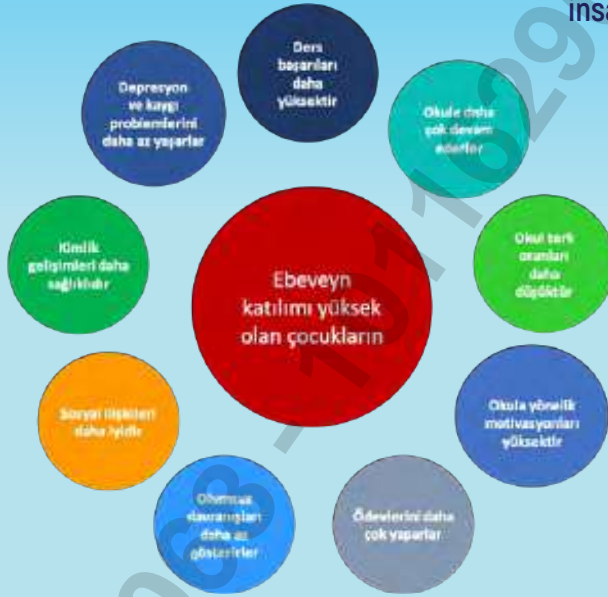 Ebeveyn
katılımı yüksek
olan çocukların
Ders
başarıları
daha
yüksektir
Okula daha
çok devam
ederler
Okul terk
oranları
daha
düşüktür
Okula yönelik
motivasyonları
yüksektir
Ödevlerini daha
çok yaparlar
Olumsuz
davranışları
daha az
gösterirler
Sosyal ilişkileri
daha iyidir
Kimlik
gelişimleri daha
sağlıklıdır
Depresyon
ve kaygı
problemlerini
daha az yaşarlar